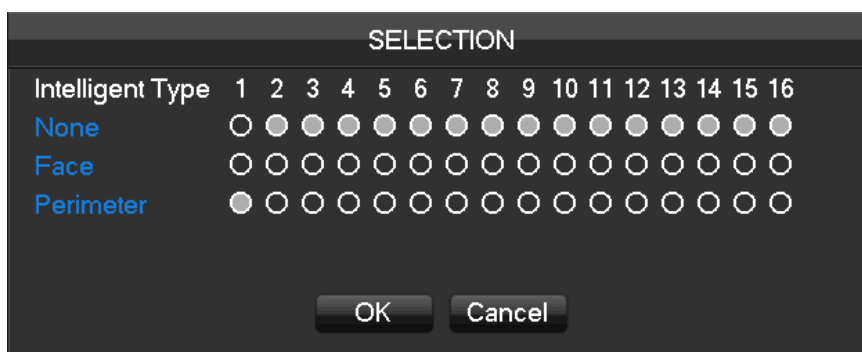 SELECTION
Intelligent Type 1 2 3 4 5 6 7 8 9 10 11 12 13 14 15 16
None
Face
Perimeter
OK Cancel